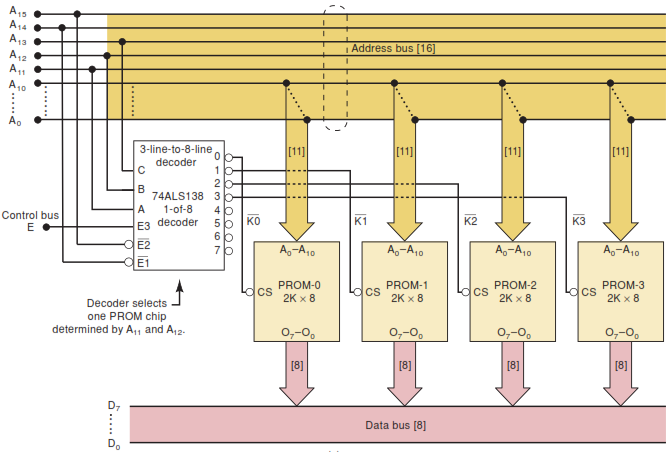 A15
A14
A13
A12
A11
A10
A0
Address bus [16]
3-line-to-8-line
decoder
74ALS138
1-of-8
decoder
C
B
A
E3
E2
E1
0
1
2
3
4
5
6
7
Control bus
E
Decoder selects
one PROM chip
determined by A11 and A12.
[11]
[11]
[11]
[11]
K0
K1
K2
K3
A0–A10
CS
PROM-0
2K × 8
O7–O0
A0–A10
CS
PROM-1
2K × 8
O7–O0
A0–A10
CS
PROM-2
2K × 8
O7–O0
A0–A10
CS
PROM-3
2K × 8
O7–O0
[8]
[8]
[8]
[8]
D7
D0
Data bus [8]